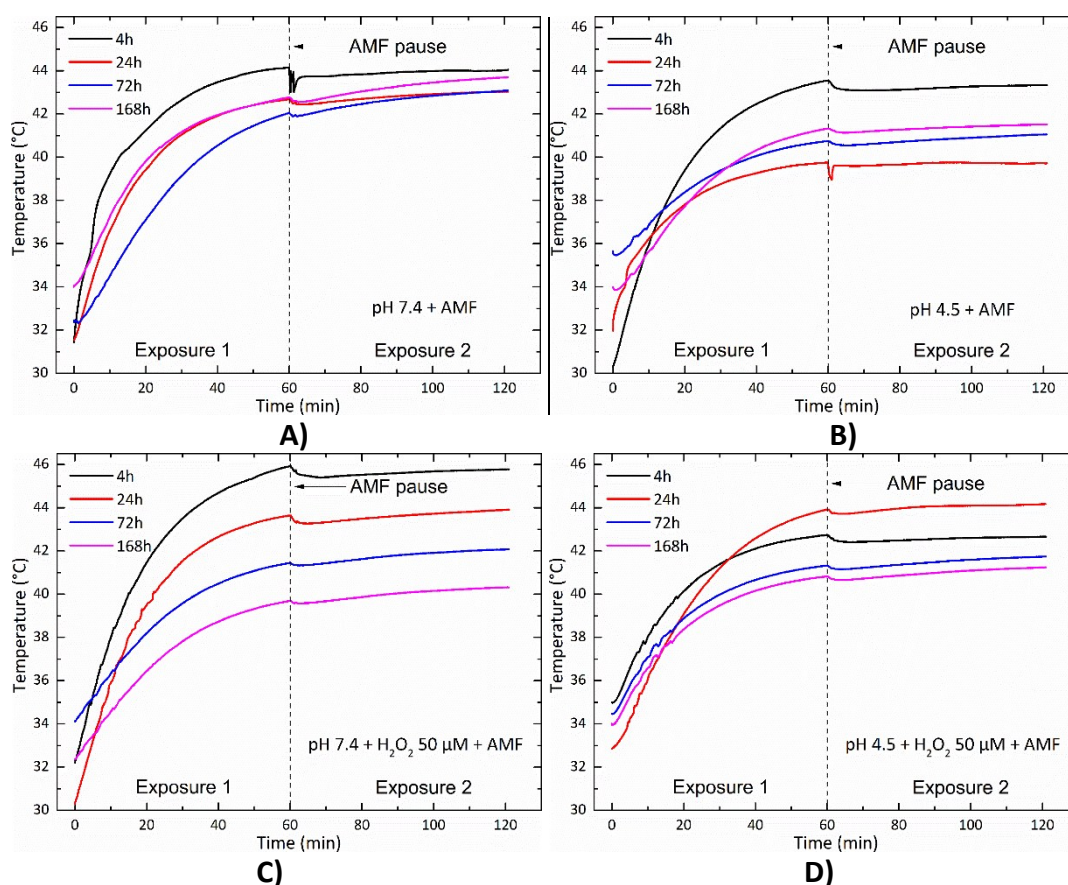 46
44
42
40
38
36
34
32
30
Temperature (°C)
4h
24h
72h
168h
AMF pause
pH 7.4 + AMF
Exposure 1
Exposure 2
0 20 40 60 80 100 120
Time (min)
A)
46
44
42
40
38
36
34
32
30
Temperature (°C)
4h
24h
72h
168h
AMF pause
pH 4.5 + AMF
Exposure 1
Exposure 2
0 20 40 60 80 100 120
Time (min)
B)
46
44
42
40
38
36
34
32
30
Temperature (°C)
4h
24h
72h
168h
AMF pause
pH 7.4 + H₂O₂ 50 µM + AMF
Exposure 1
Exposure 2
0 20 40 60 80 100 120
Time (min)
C)
46
44
42
40
38
36
34
32
30
Temperature (°C)
4h
24h
72h
168h
AMF pause
pH 4.5 + H₂O₂ 50 µM + AMF
Exposure 1
Exposure 2
0 20 40 60 80 100 120
Time (min)
D)